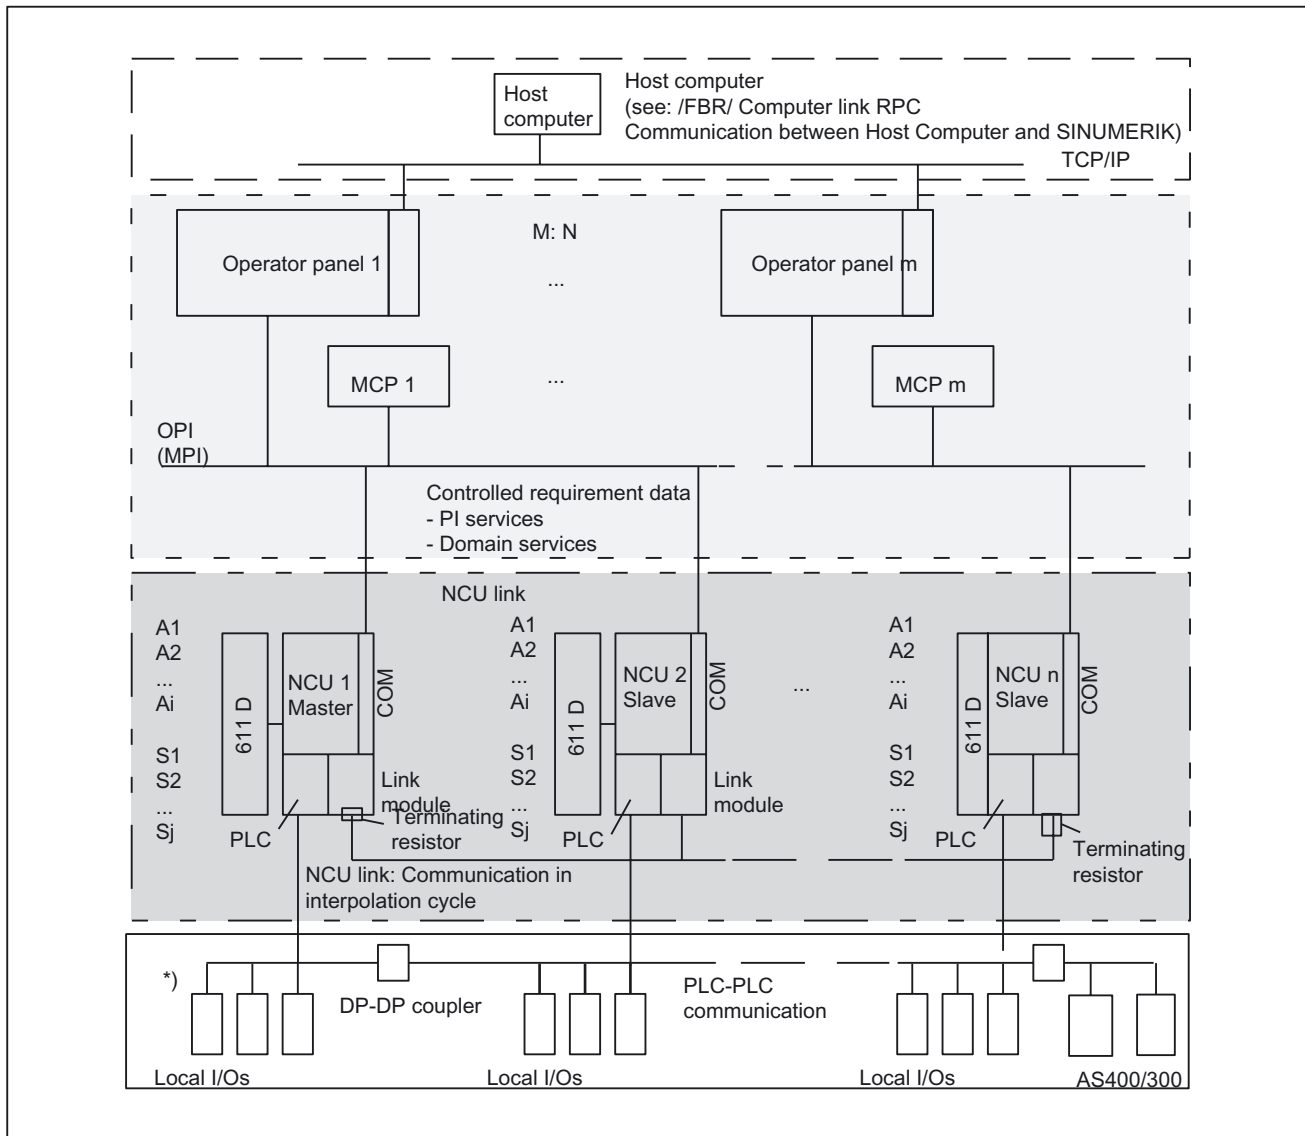 Host
computer
Host computer
(see: /FBR/ Computer link RPC
Communication between Host Computer and SINUMERIK)
TCP/IP
Operator panel 1
M: N
...
Operator panel m
MCP 1
...
MCP m
OPI
(MPI)
Controlled requirement data
- PI services
- Domain services
NCU link
A1
A2
...
Ai
S1
S2
...
Sj
611 D
NCU 1
Master
COM
Link
module
PLC
Terminating
resistor
A1
A2
...
Ai
S1
S2
...
Sj
611 D
NCU 2
Slave
COM
Link
module
PLC
...
A1
A2
...
Ai
S1
S2
...
Sj
611 D
NCU n
Slave
COM
PLC
Terminating
resistor
NCU link: Communication in
interpolation cycle
*)
DP-DP coupler
PLC-PLC
communication
Local I/Os
Local I/Os
Local I/Os
AS400/300